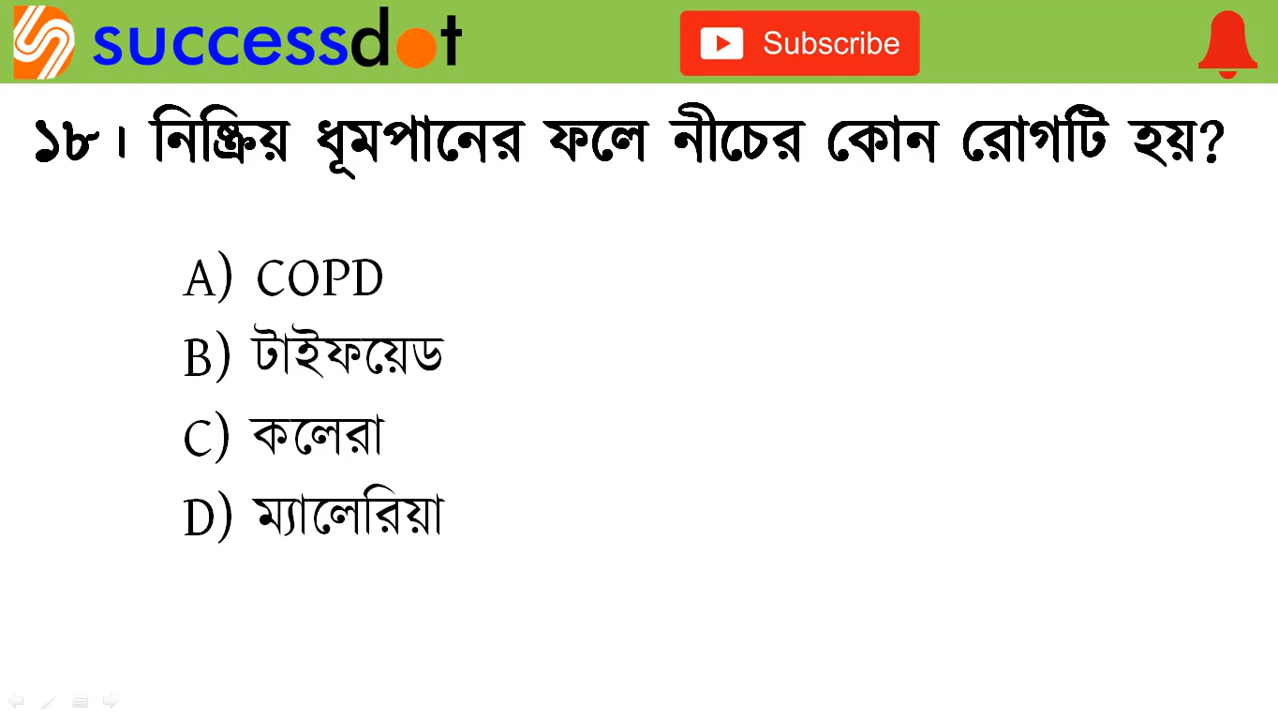 successdot
Subscribe
১৮। নিষ্ক্রিয় ধূমপানের ফলে নীচের কোন রোগটি হয়?
A) COPD
B) টাইফয়েড
C) কলেরা
D) ম্যালেরিয়া